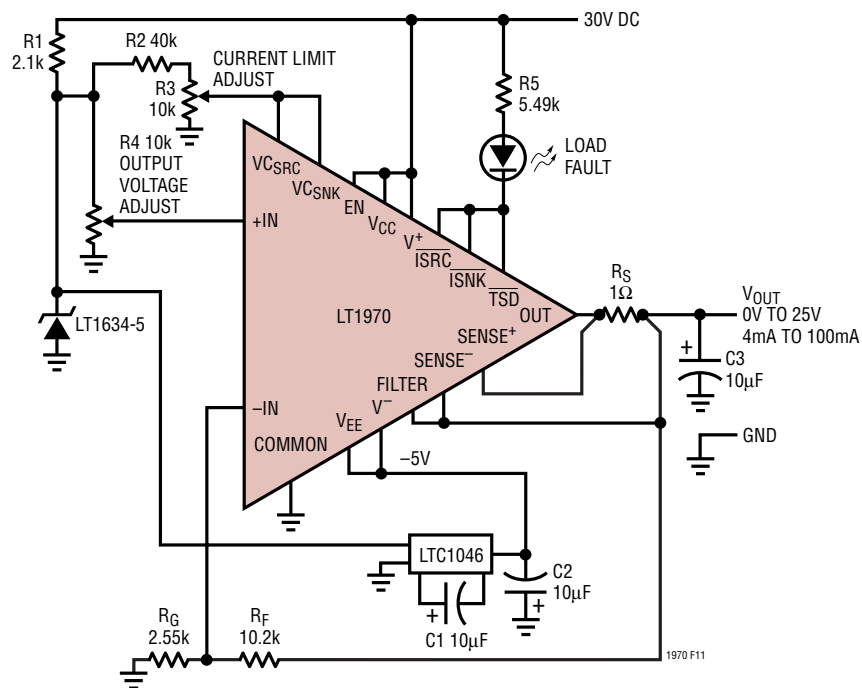 30V DC
R1
2.1k
R2 40k
R3
10k
CURRENT LIMIT
ADJUST
R4 10k
OUTPUT
VOLTAGE
ADJUST
R5
5.49k
LOAD
FAULT
VCSRC
VCSNK
EN
VCC
V+
ISRC
ISNK
TSD
+IN
LT1970
OUT
SENSE+
SENSE–
FILTER
V–
VEE
–IN
COMMON
RS
1Ω
VOUT
0V TO 25V
4mA TO 100mA
+
C3
10µF
GND
LT1634-5
–5V
LTC1046
C2
10µF
+
+
C1 10µF
RG
2.55k
RF
10.2k
1970 F11